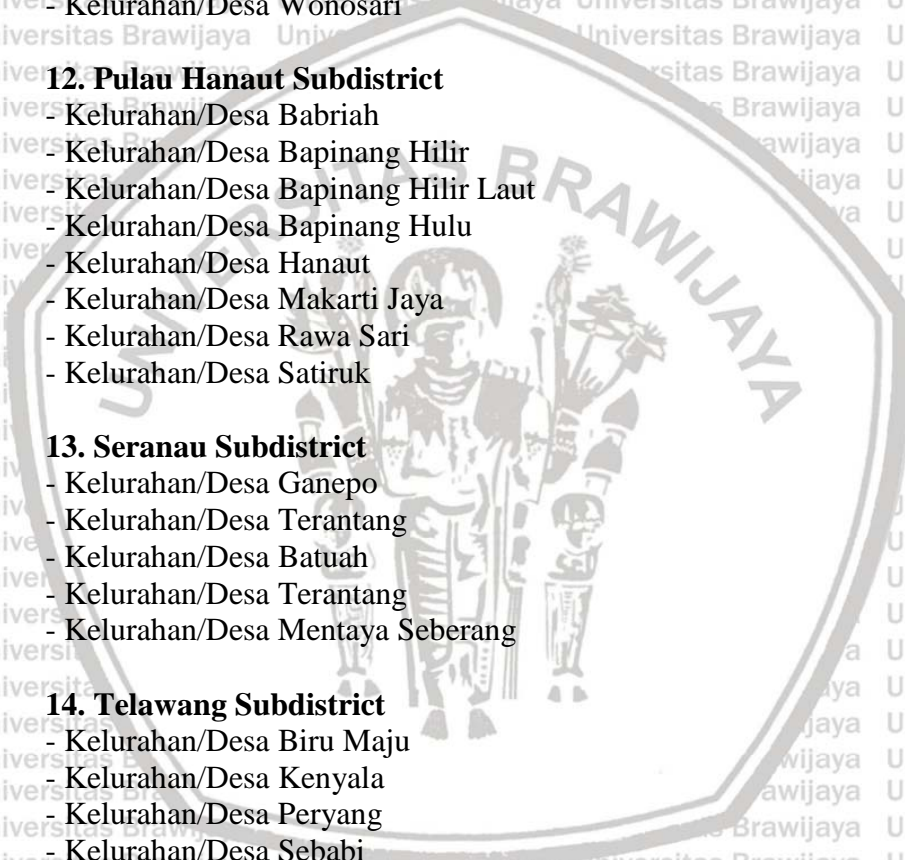 - Kelurahan/Desa Wonosari
12. Pulau Hanaut Subdistrict
- Kelurahan/Desa Babriah
- Kelurahan/Desa Bapinang Hilir
- Kelurahan/Desa Bapinang Hilir Laut
- Kelurahan/Desa Bapinang Hulu
- Kelurahan/Desa Hanaut
- Kelurahan/Desa Makarti Jaya
- Kelurahan/Desa Rawa Sari
- Kelurahan/Desa Satiruk
13. Seranau Subdistrict
- Kelurahan/Desa Ganepo
- Kelurahan/Desa Terantang
- Kelurahan/Desa Batuah
- Kelurahan/Desa Terantang
- Kelurahan/Desa Mentaya Seberang
14. Telawang Subdistrict
- Kelurahan/Desa Biru Maju
- Kelurahan/Desa Kenyala
- Kelurahan/Desa Peryang
- Kelurahan/Desa Sebabi
UNIVERSITAS BRAWIJAYA